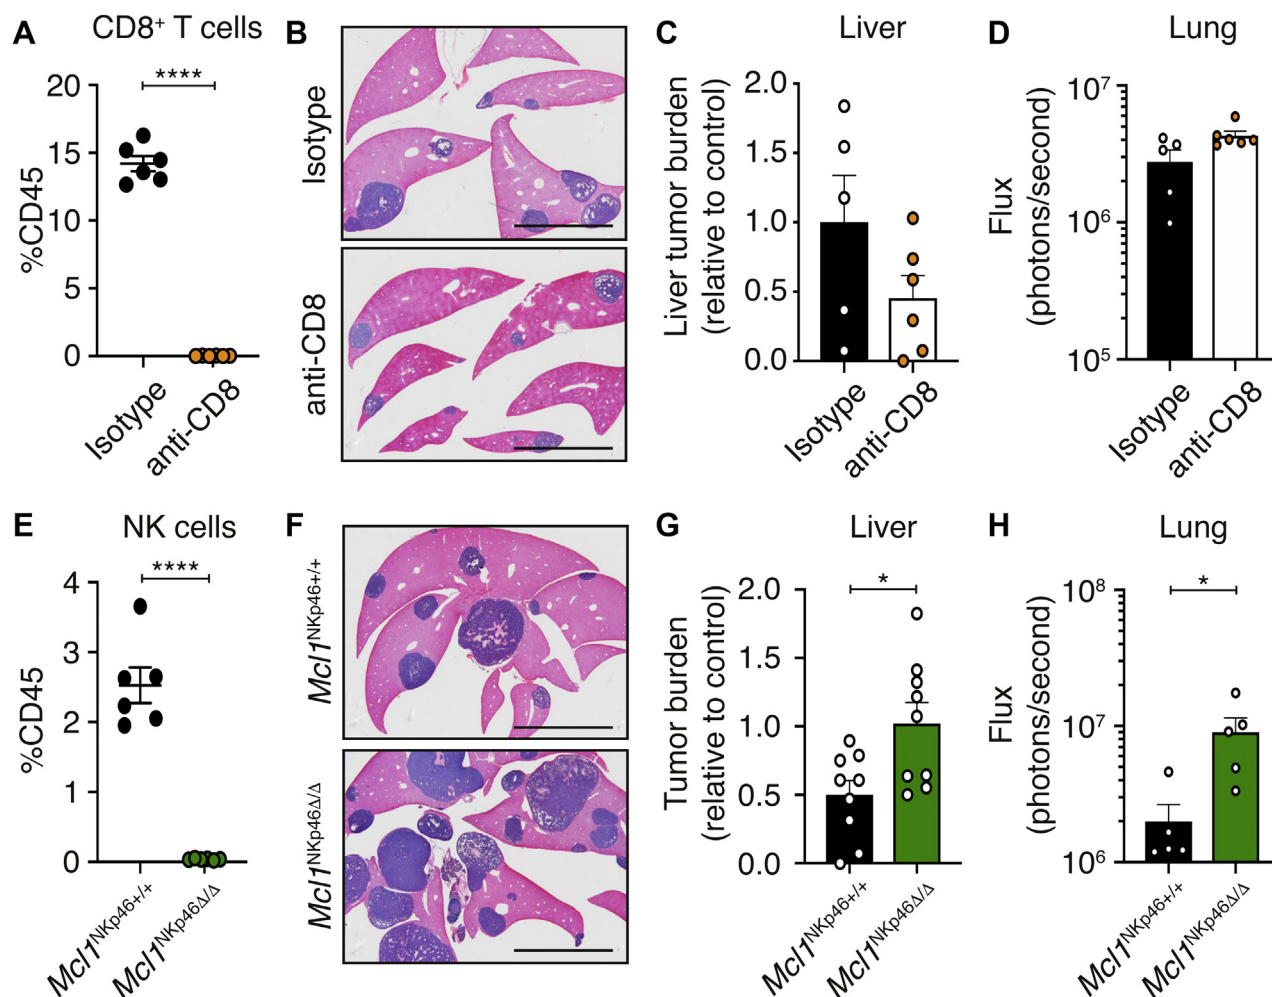 A
CD8⁺ T cells
****
%CD45
20
15
10
5
0
Isotype
anti-CD8
B
Isotype
anti-CD8
C
Liver
Liver tumor burden
(relative to control)
2.0
1.5
1.0
0.5
0.0
Isotype
anti-CD8
D
Lung
Flux
(photons/second)
10⁷
10⁶
10⁵
Isotype
anti-CD8
E
NK cells
****
%CD45
4
3
2
1
0
Mcl1ᴺᴷᵖ⁴⁶⁺/⁺
Mcl1ᴺᴷᵖ⁴⁶Δ/Δ
F
Mcl1ᴺᴷᵖ⁴⁶⁺/⁺
Mcl1ᴺᴷᵖ⁴⁶Δ/Δ
G
Liver
*
Tumor burden
(relative to control)
2.0
1.5
1.0
0.5
0.0
Mcl1ᴺᴷᵖ⁴⁶⁺/⁺
Mcl1ᴺᴷᵖ⁴⁶Δ/Δ
H
Lung
*
Flux
(photons/second)
10⁸
10⁷
10⁶
Mcl1ᴺᴷᵖ⁴⁶⁺/⁺
Mcl1ᴺᴷᵖ⁴⁶Δ/Δ